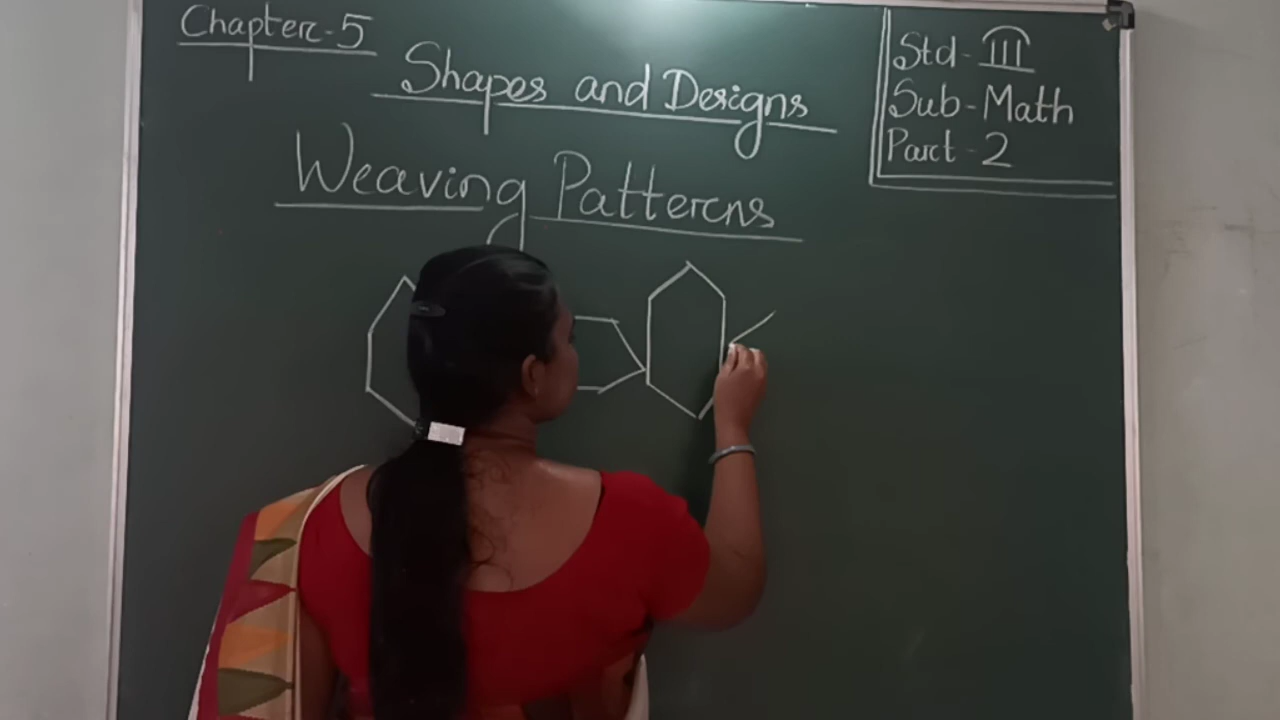 Chapter-5
Shapes and Designs
Weaving Patterns
Std- III
Sub-Math
Part-2